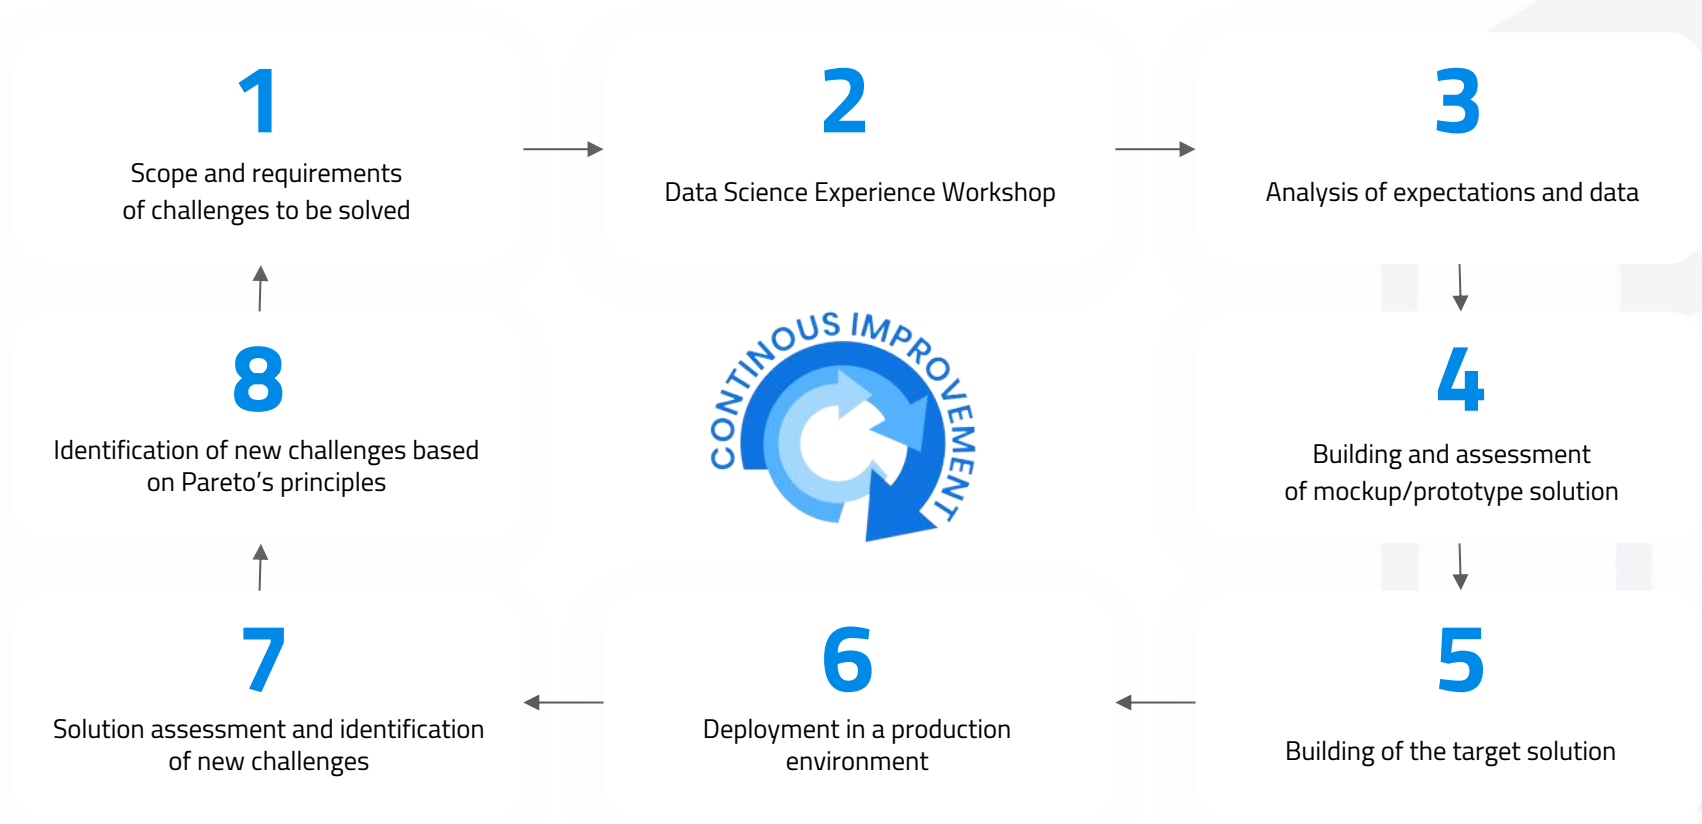 1
Scope and requirements
of challenges to be solved
2
Data Science Experience Workshop
3
Analysis of expectations and data
8
Identification of new challenges based
on Pareto’s principles
CONTINOUS IMPROVEMENT
4
Building and assessment
of mockup/prototype solution
7
Solution assessment and identification
of new challenges
6
Deployment in a production
environment
5
Building of the target solution